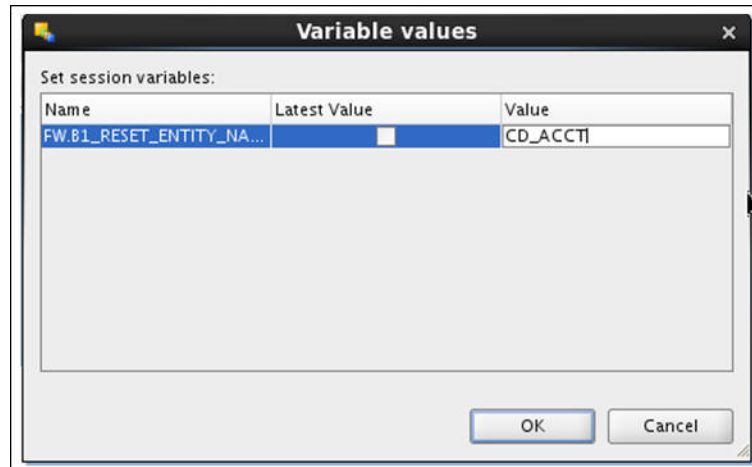 Variable values
Set session variables:
Name Latest Value Value
FW.B1_RESET_ENTITY_NA... CD_ACCT
OK Cancel